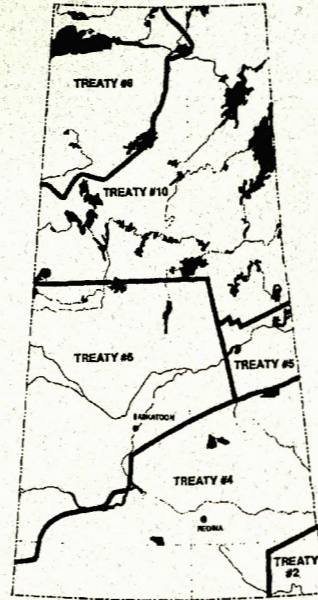 TREATY #8
TREATY #10
TREATY #6
TREATY #5
SASKATOON
TREATY #4
REGINA
TREATY
#2